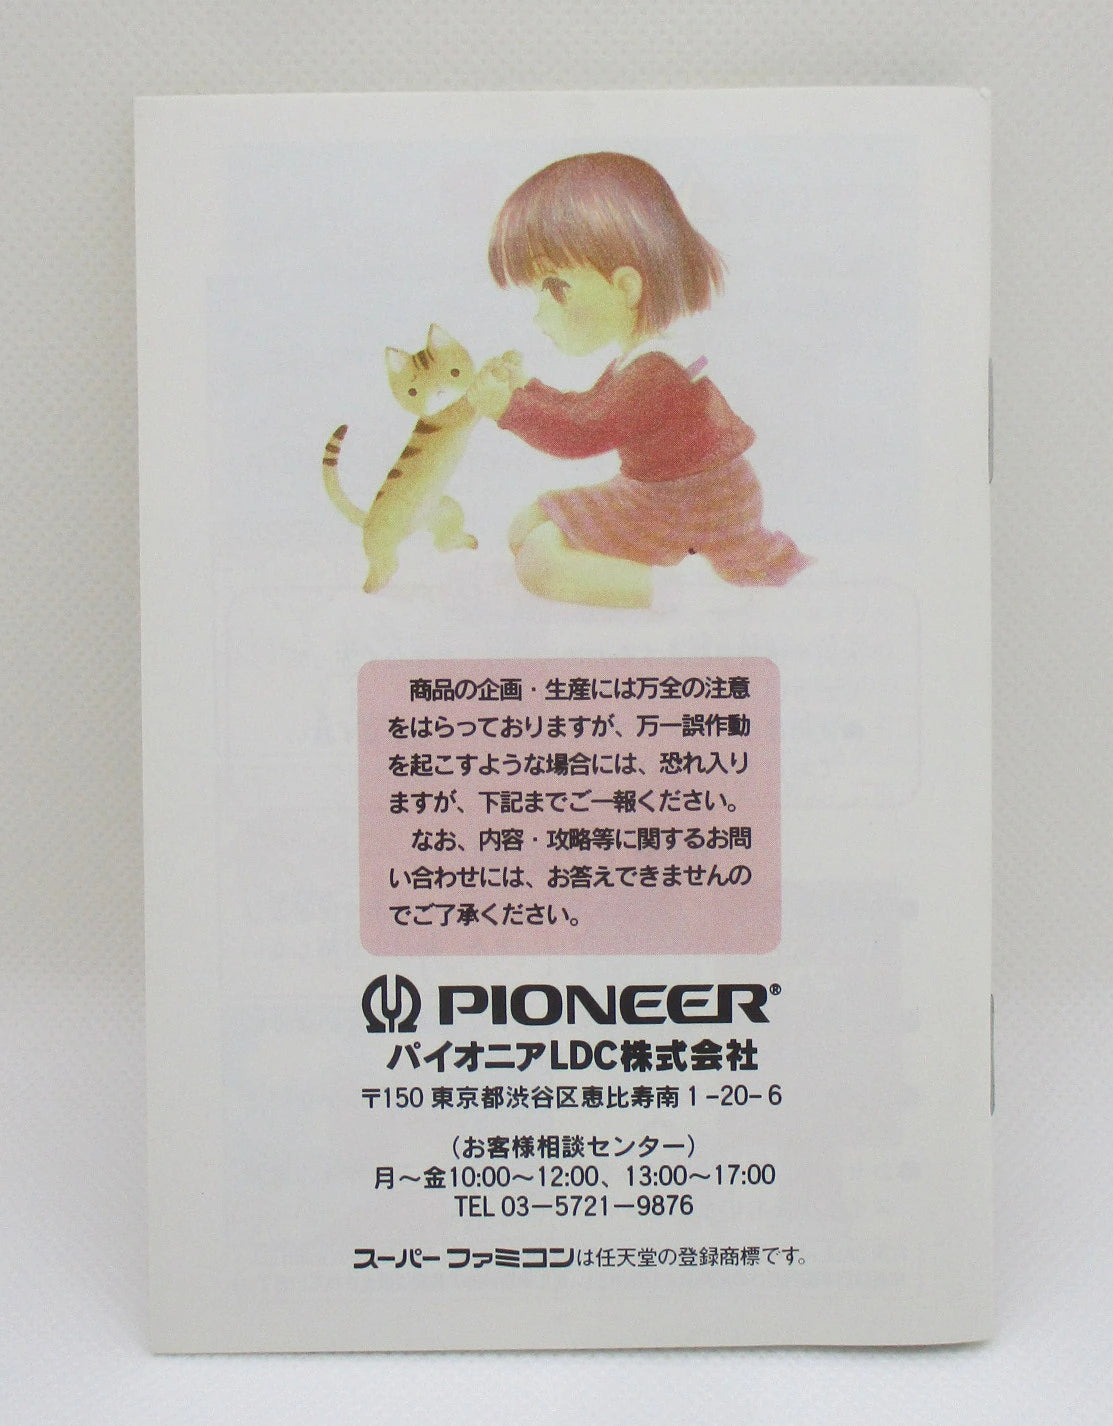 商品の企画・生産には万全の注意
をはらっておりますが、万一誤作動
を起こすような場合には、恐れ入り
ますが、下記までご一報ください。
なお、内容・攻略等に関するお問
い合わせには、お答えできませんの
でご了承ください。
PIONEER®
パイオニアLDC株式会社
〒150 東京都渋谷区恵比寿南1-20-6
(お客様相談センター)
月～金10:00～12:00、13:00～17:00
TEL 03－5721－9876
スーパーファミコンは任天堂の登録商標です。